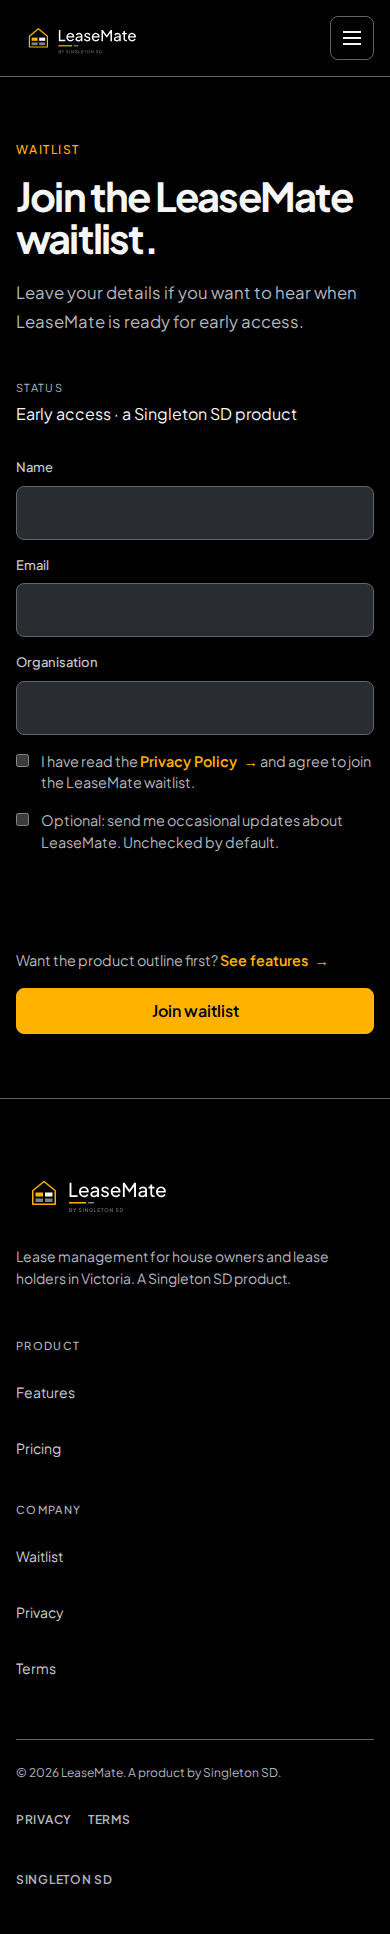 LeaseMate
BY SINGLETON SD
WAITLIST
Join the LeaseMate
waitlist.
Leave your details if you want to hear when
LeaseMate is ready for early access.
STATUS
Early access · a Singleton SD product
Name
Email
Organisation
I have read the Privacy Policy → and agree to join
the LeaseMate waitlist.
Optional: send me occasional updates about
LeaseMate. Unchecked by default.
Want the product outline first? See features →
Join waitlist
LeaseMate
BY SINGLETON SD
Lease management for house owners and lease
holders in Victoria. A Singleton SD product.
PRODUCT
Features
Pricing
COMPANY
Waitlist
Privacy
Terms
© 2026 LeaseMate. A product by Singleton SD.
PRIVACY TERMS
SINGLETON SD